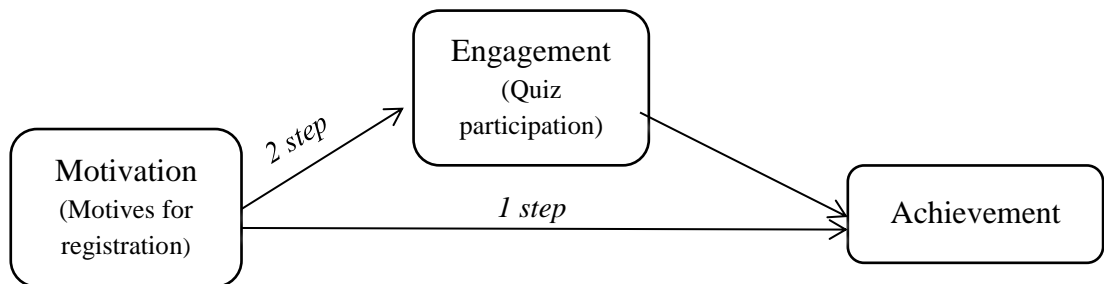 Engagement
(Quiz
participation)
2 step
Motivation
(Motives for
registration)
1 step
Achievement